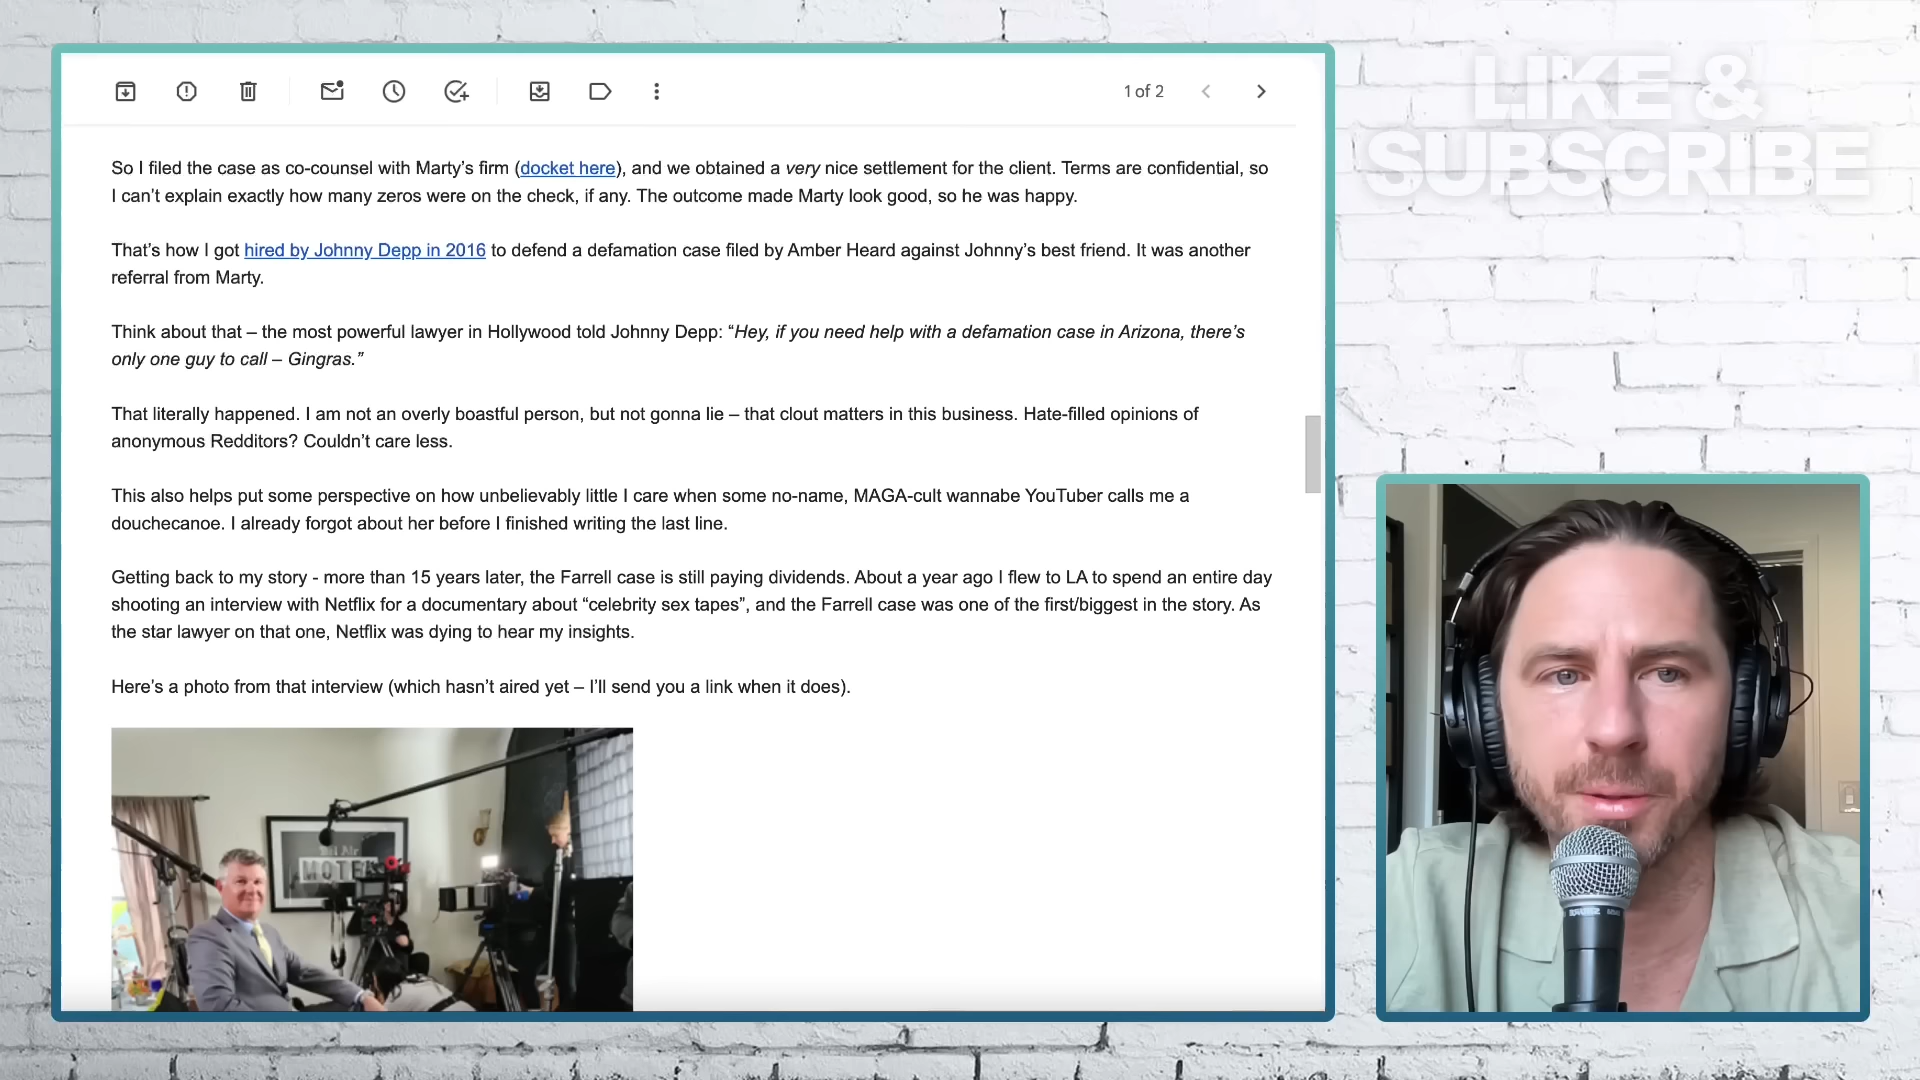 LIKE &
SUBSCRIBE
1 of 2
So I filed the case as co-counsel with Marty’s firm (docket here), and we obtained a very nice settlement for the client. Terms are confidential, so
I can’t explain exactly how many zeros were on the check, if any. The outcome made Marty look good, so he was happy.
That’s how I got hired by Johnny Depp in 2016 to defend a defamation case filed by Amber Heard against Johnny’s best friend. It was another
referral from Marty.
Think about that – the most powerful lawyer in Hollywood told Johnny Depp: “Hey, if you need help with a defamation case in Arizona, there’s
only one guy to call – Gingras.”
That literally happened. I am not an overly boastful person, but not gonna lie – that clout matters in this business. Hate-filled opinions of
anonymous Redditors? Couldn’t care less.
This also helps put some perspective on how unbelievably little I care when some no-name, MAGA-cult wannabe YouTuber calls me a
douchecanoe. I already forgot about her before I finished writing the last line.
Getting back to my story - more than 15 years later, the Farrell case is still paying dividends. About a year ago I flew to LA to spend an entire day
shooting an interview with Netflix for a documentary about “celebrity sex tapes”, and the Farrell case was one of the first/biggest in the story. As
the star lawyer on that one, Netflix was dying to hear my insights.
Here’s a photo from that interview (which hasn’t aired yet – I’ll send you a link when it does).